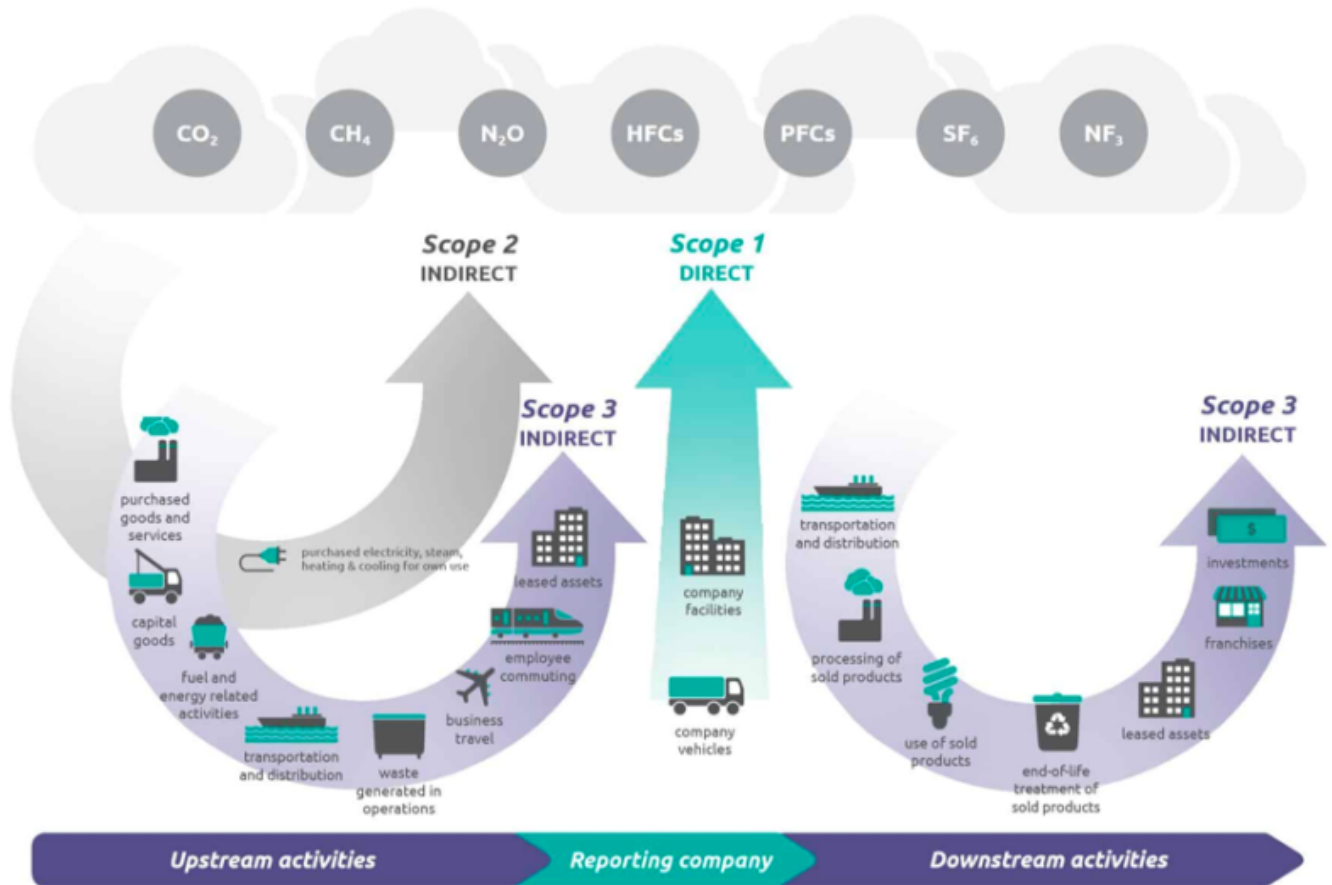 CO₂
CH₄
N₂O
HFCs
PFCs
SF₆
NF₃
Scope 2
INDIRECT
Scope 1
DIRECT
Scope 3
INDIRECT
Scope 3
INDIRECT
purchased
goods and
services
capital
goods
fuel and
energy related
activities
transportation
and distribution
waste
generated in
operations
business
travel
employee
commuting
leased assets
purchased electricity, steam,
heating & cooling for own use
company
facilities
company
vehicles
transportation
and distribution
processing of
sold products
use of sold
products
end-of-life
treatment of
sold products
leased assets
franchises
$
investments
Upstream activities
Reporting company
Downstream activities